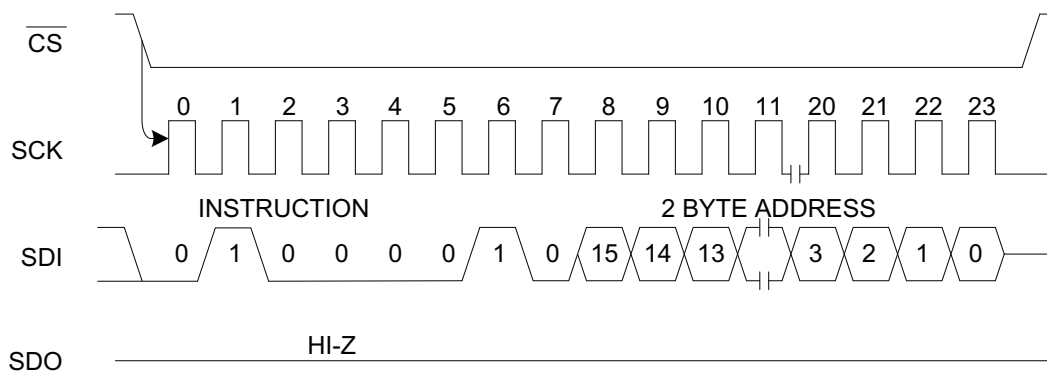 CS
0 1 2 3 4 5 6 7 8 9 10 11 20 21 22 23
SCK
INSTRUCTION 2 BYTE ADDRESS
SDI 0 1 0 0 0 0 1 0 15 14 13 3 2 1 0
HI-Z
SDO